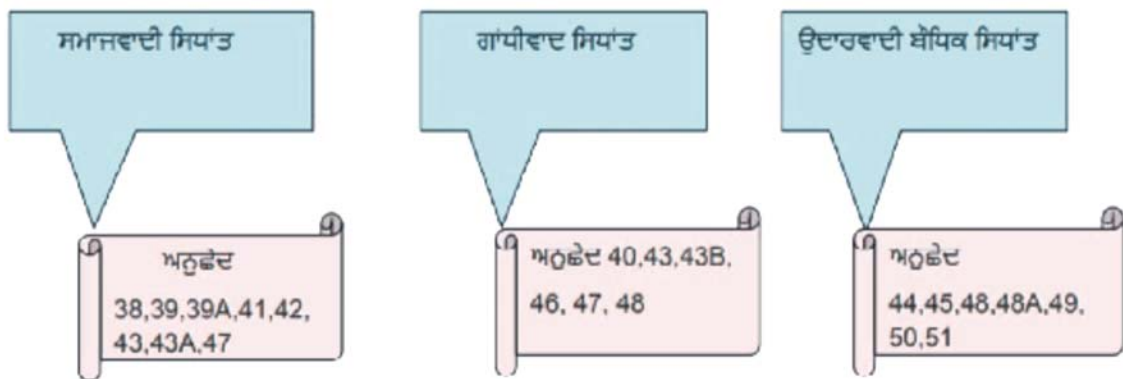 ਸਮਾਜਵਾਦੀ ਸਿਧਾਂਤ
ਅਨੁਛੇਦ
38,39,39A,41,42,
43,43A,47
ਗਾਂਧੀਵਾਦ ਸਿਧਾਂਤ
ਅਨੁਛੇਦ 40,43,43B,
46, 47, 48
ਉਦਾਰਵਾਦੀ ਬੌਧਿਕ ਸਿਧਾਂਤ
ਅਨੁਛੇਦ
44,45,48,48A,49,
50,51